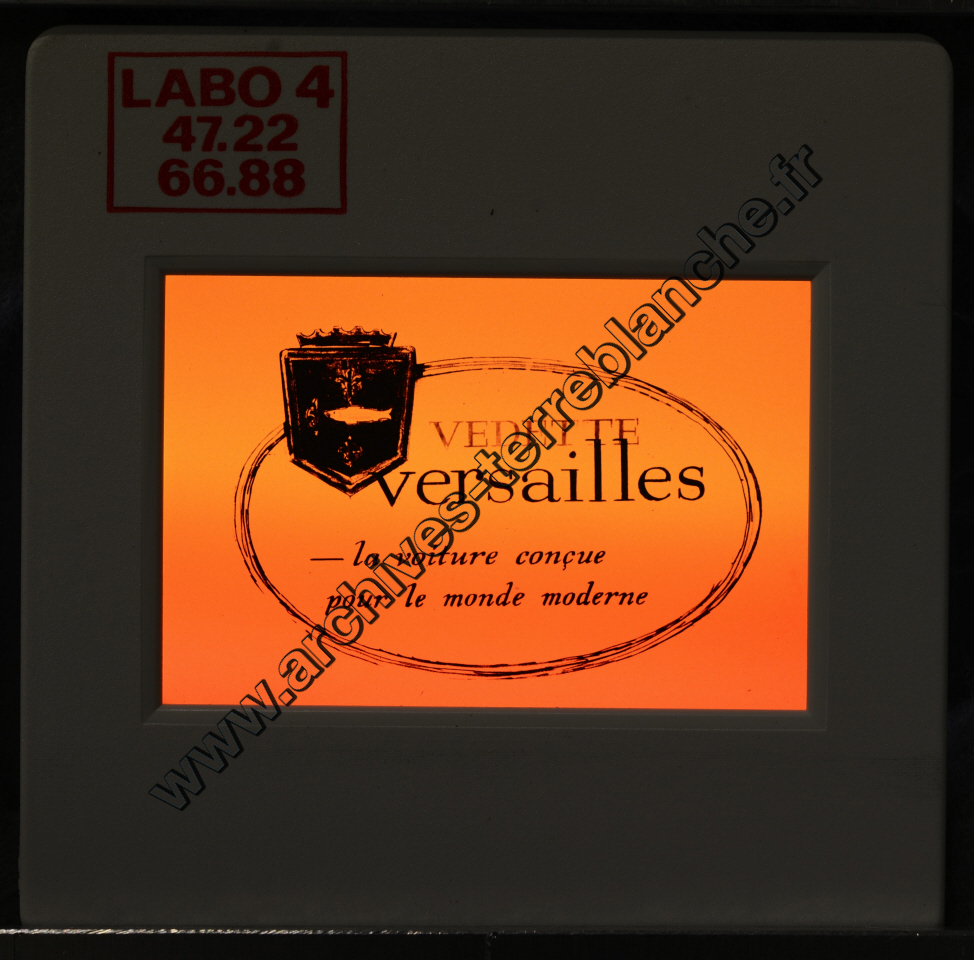 LABO 4
47.22
66.88
VEDETTE
versailles
— la voiture conçue
pour le monde moderne
www.archives-terreblanche.fr